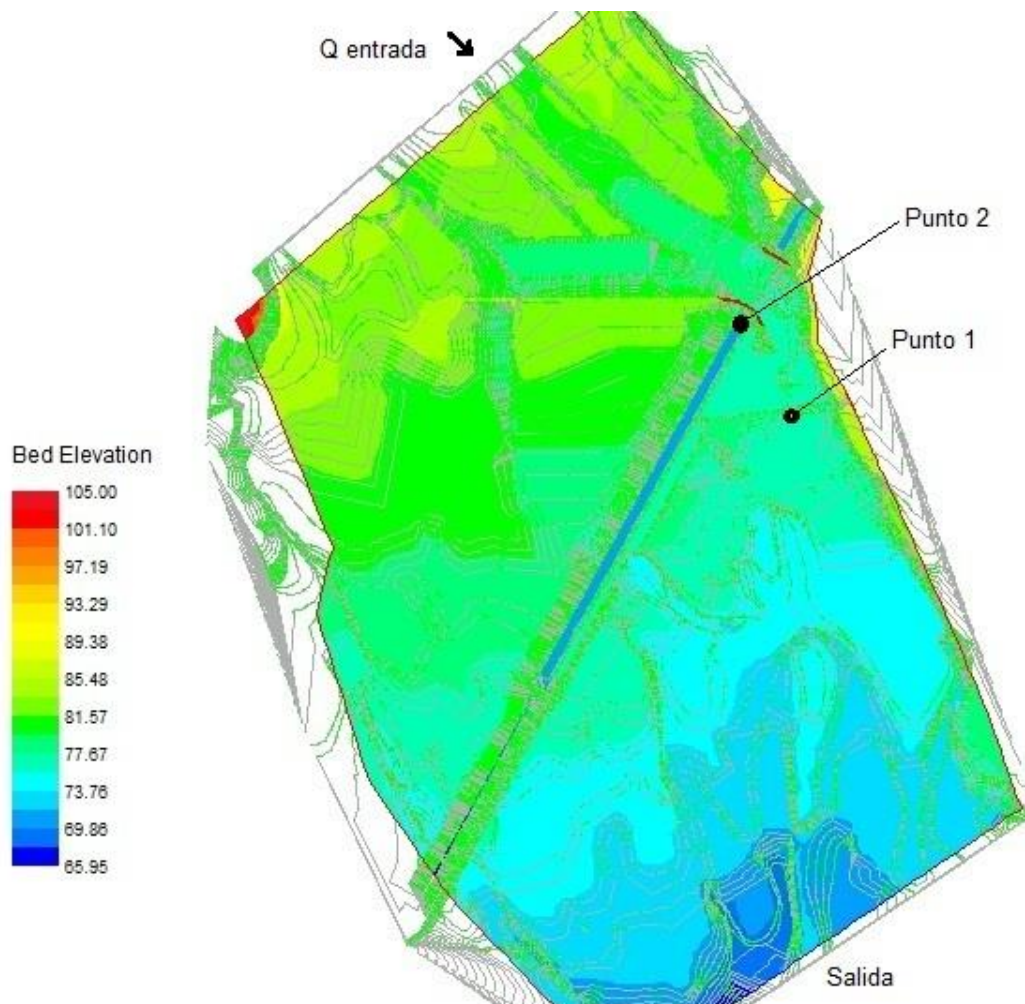 Q entrada
Punto 2
Punto 1
Bed Elevation
105.00
101.10
97.19
93.29
89.38
85.48
81.57
77.67
73.76
69.86
65.95
Salida